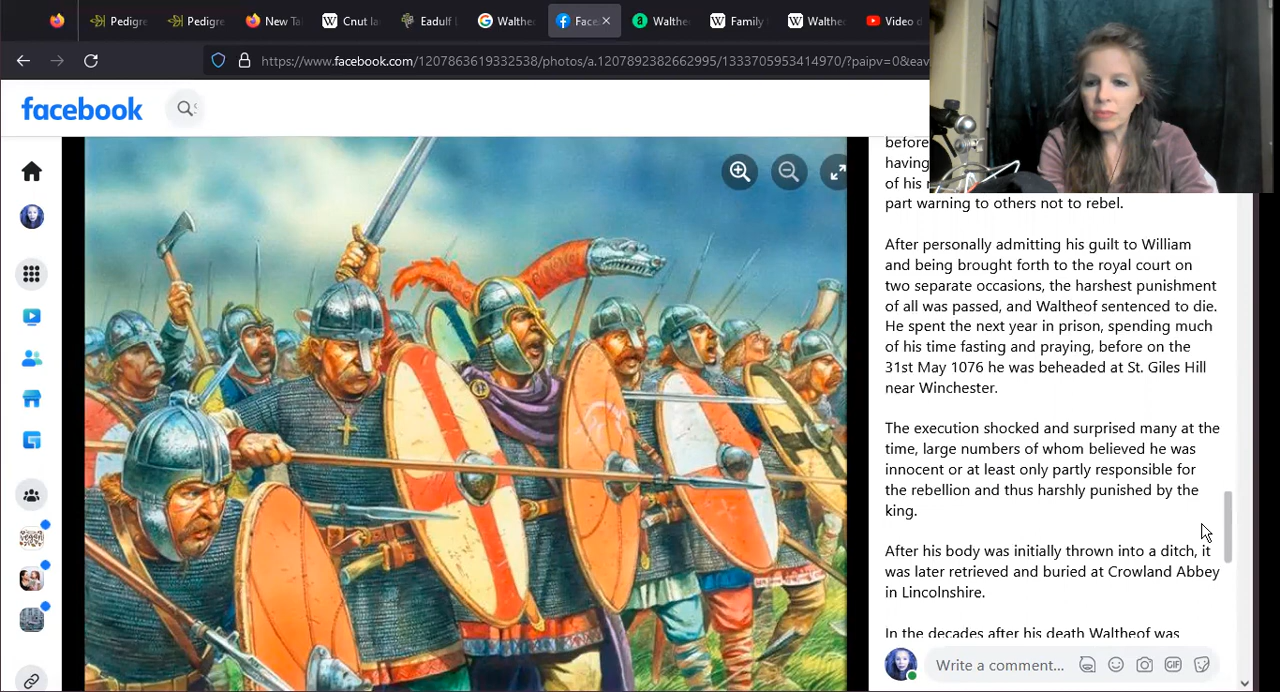 Pedigre
Pedigre
New Ta
Cnut la
Eadulf
Walthe
Face
Walthe
Family
Walthe
Video d
https://www.facebook.com/1207863619332538/photos/a.1207892382662995/1333705953414970/?paipv=0&eav
facebook
before
having
of his
part warning to others not to rebel.
After personally admitting his guilt to William
and being brought forth to the royal court on
two separate occasions, the harshest punishment
of all was passed, and Waltheof sentenced to die.
He spent the next year in prison, spending much
of his time fasting and praying, before on the
31st May 1076 he was beheaded at St. Giles Hill
near Winchester.
The execution shocked and surprised many at the
time, large numbers of whom believed he was
innocent or at least only partly responsible for
the rebellion and thus harshly punished by the
king.
After his body was initially thrown into a ditch, it
was later retrieved and buried at Crowland Abbey
in Lincolnshire.
In the decades after his death Waltheof was
Write a comment...
GIF